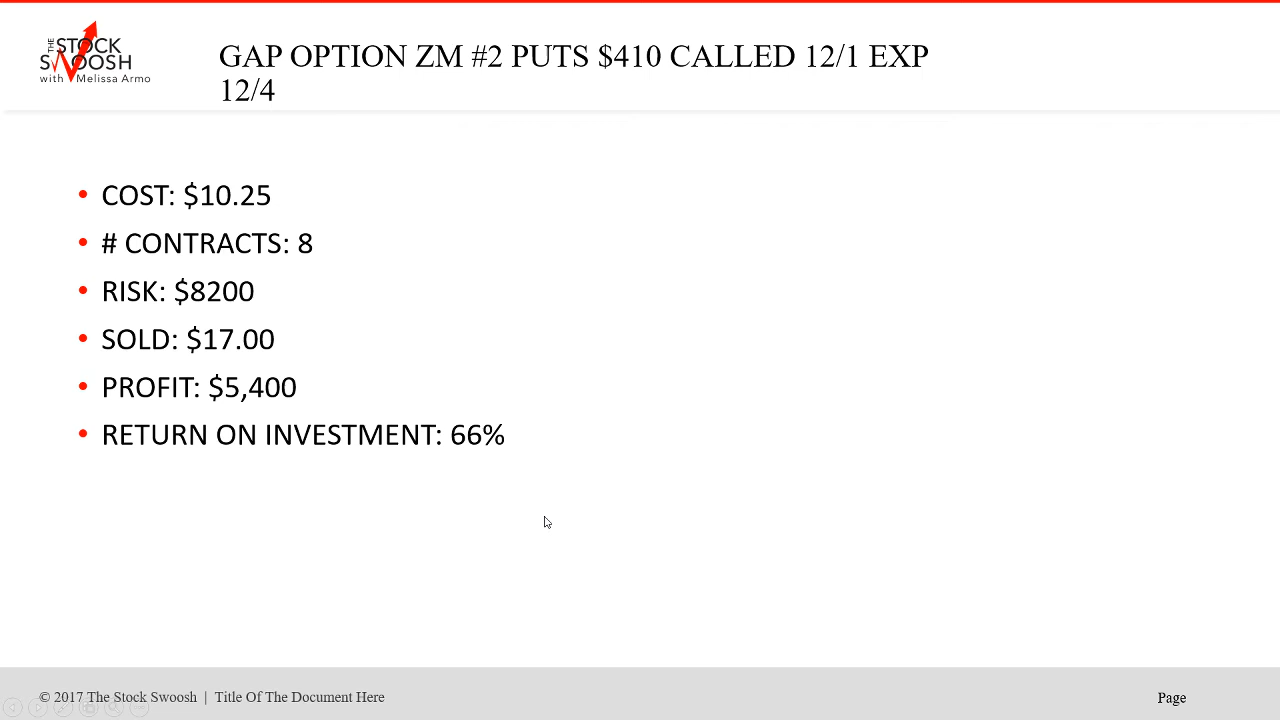 THE
STOCK
SWOOSH
with Melissa Armo
GAP OPTION ZM #2 PUTS $410 CALLED 12/1 EXP
12/4
• COST: $10.25
• # CONTRACTS: 8
• RISK: $8200
• SOLD: $17.00
• PROFIT: $5,400
• RETURN ON INVESTMENT: 66%
© 2017 The Stock Swoosh | Title Of The Document Here
Page